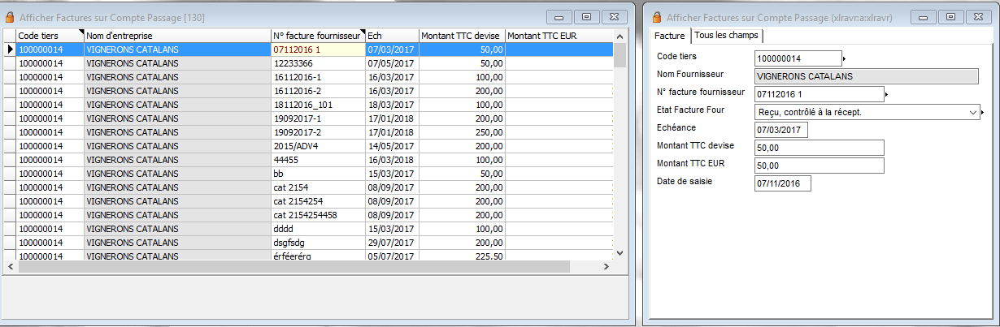 Afficher Factures sur Compte Passage [130]
Code tiers Nom d'entreprise N° facture fournisseur Ech Montant TTC devise Montant TTC EUR
100000014 VIGNERONS CATALANS 07112016 1 07/03/2017 50,00
100000014 VIGNERONS CATALANS 12233366 07/05/2017 50,00
100000014 VIGNERONS CATALANS 16112016-1 16/03/2017 100,00
100000014 VIGNERONS CATALANS 16112016-2 16/03/2017 200,00
100000014 VIGNERONS CATALANS 18112016_101 18/03/2017 100,00
100000014 VIGNERONS CATALANS 19092017-1 17/01/2018 200,00
100000014 VIGNERONS CATALANS 19092017-2 17/01/2018 250,00
100000014 VIGNERONS CATALANS 2015/ADV4 14/05/2017 200,00
100000014 VIGNERONS CATALANS 44455 16/03/2018 100,00
100000014 VIGNERONS CATALANS bb 15/03/2017 50,00
100000014 VIGNERONS CATALANS cat 2154 08/09/2017 200,00
100000014 VIGNERONS CATALANS cat 2154254 08/09/2017 200,00
100000014 VIGNERONS CATALANS cat 2154254458 08/09/2017 200,00
100000014 VIGNERONS CATALANS dddd 15/03/2017 100,00
100000014 VIGNERONS CATALANS dsgfsdg 29/07/2017 200,00
100000014 VIGNERONS CATALANS érféerérg 05/07/2017 225,50
Afficher Factures sur Compte Passage (xlravr:a:xlravr)
Facture Tous les champs
Code tiers 100000014
Nom Fournisseur VIGNERONS CATALANS
N° facture fournisseur 07112016 1
Etat Facture Four Reçu, contrôlé à la récept.
Echéance 07/03/2017
Montant TTC devise 50,00
Montant TTC EUR 50,00
Date de saisie 07/11/2016